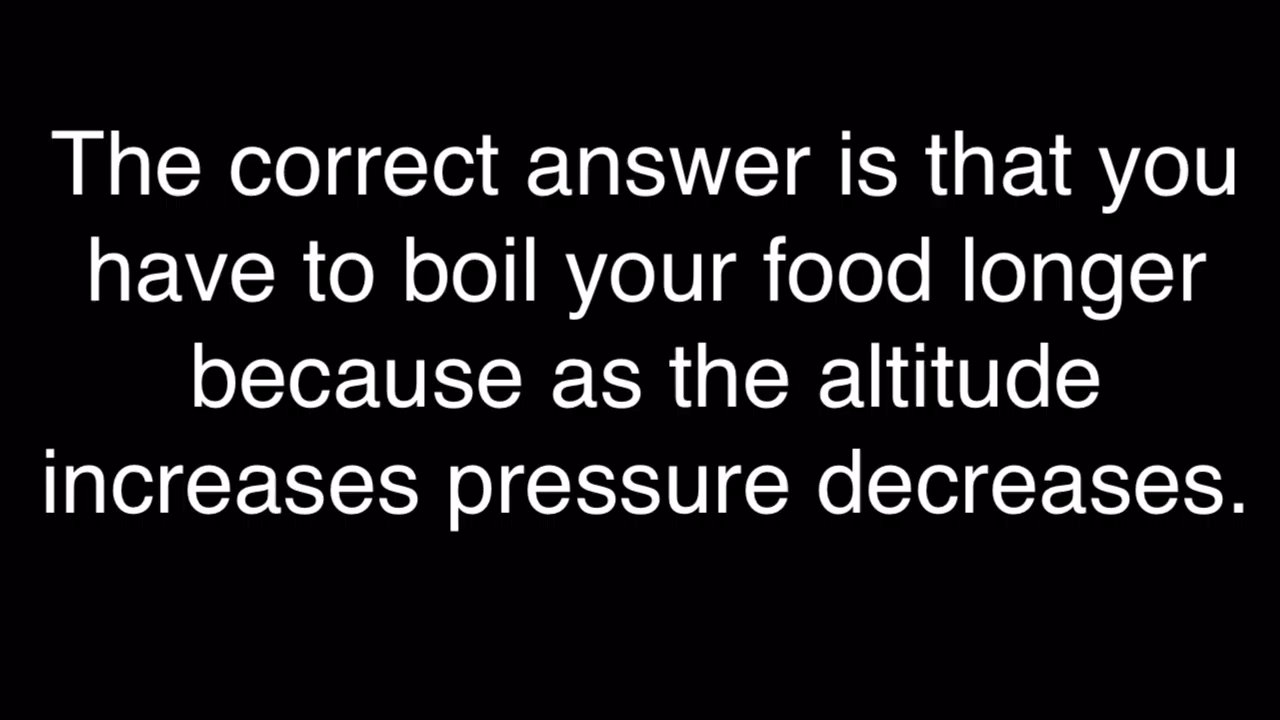 The correct answer is that you
have to boil your food longer
because as the altitude
increases pressure decreases.